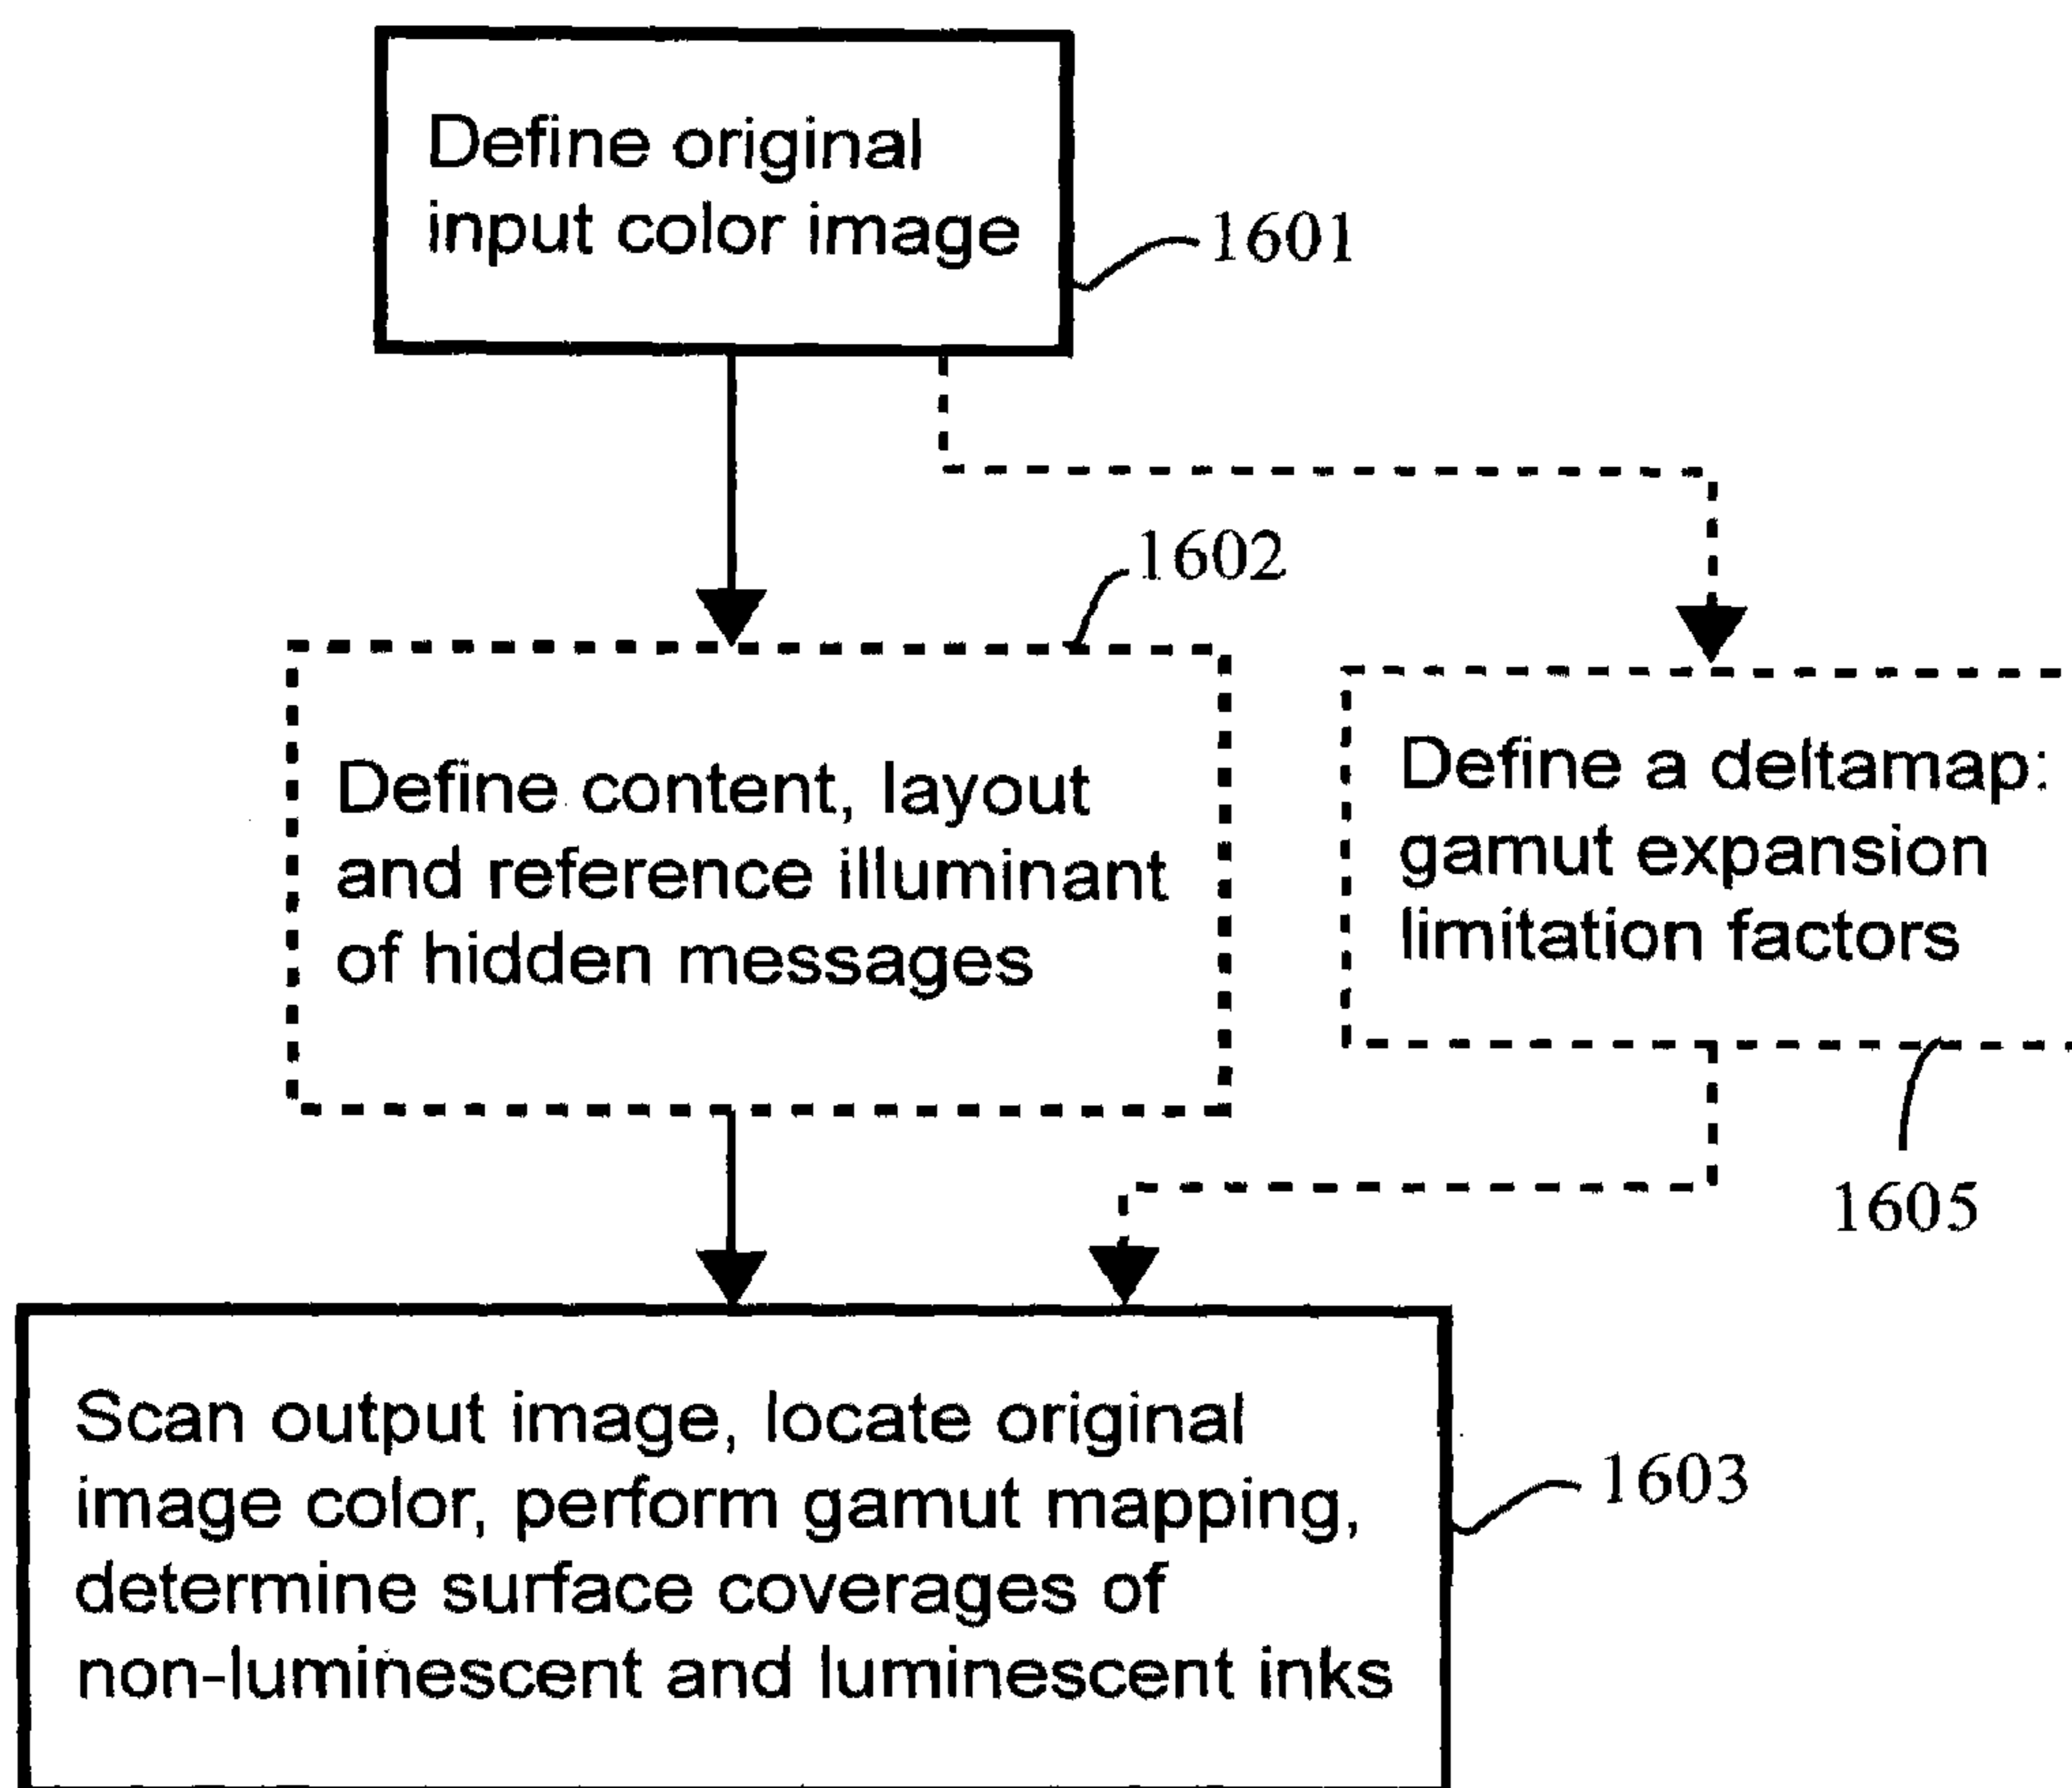 Define original
input color image
1601
1602
Define content, layout
and reference illuminant
of hidden messages
Define a deltamap:
gamut expansion
limitation factors
1605
Scan output image, locate original
image color, perform gamut mapping,
determine surface coverages of
non-luminescent and luminescent inks
1603